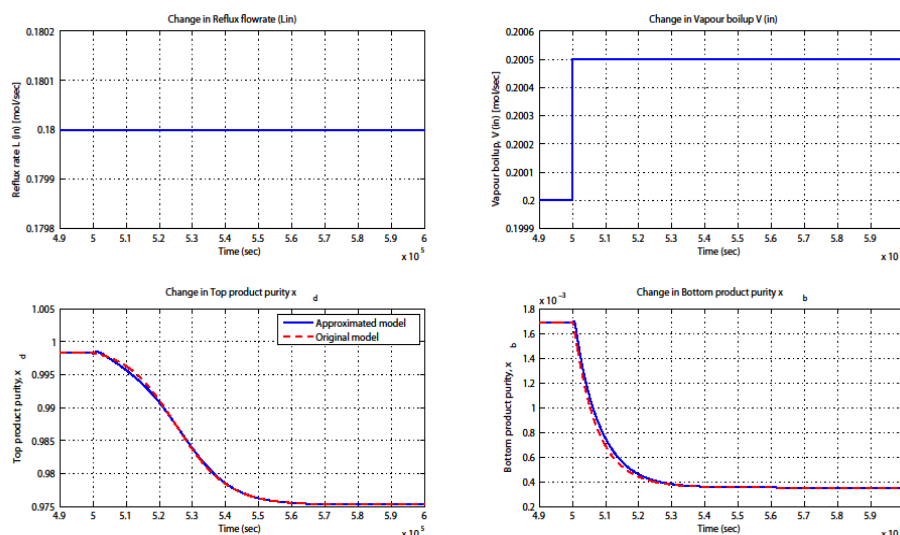 Change in Reflux flowrate (Lin)
0.1802
0.1801
0.18
0.1799
0.1798
Reflux rate L (in) [mol/sec]
4.9 5 5.1 5.2 5.3 5.4 5.5 5.6 5.7 5.8 5.9 6
Time (sec)
x 10 5
Change in Vapour boilup V (in)
0.2006
0.2005
0.2004
0.2002
0.2001
0.2
0.1999
Vapour boilup, V (in) [mol/sec]
4.9 5 5.1 5.2 5.3 5.4 5.5 5.6 5.7 5.8 5.9
Time (sec)
x 10
Change in Top product purity x d
1.005
1
0.995
0.99
0.985
0.98
0.975
Top product purity, x d
Approximated model
Original model
4.9 5 5.1 5.2 5.3 5.4 5.5 5.6 5.7 5.8 5.9 6
Time (sec)
x 10 5
Change in Bottom product purity x b
x 10 -3
1.8
1.6
1.4
1.2
1
0.8
0.6
0.4
0.2
Bottom product purity, x b
4.9 5 5.1 5.2 5.3 5.4 5.5 5.6 5.7 5.8 5.9
Time (sec)
x 10